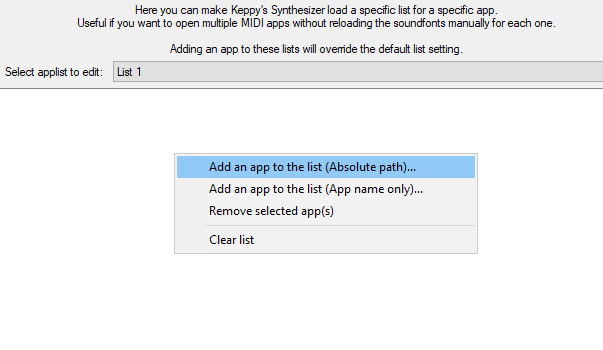 Here you can make Keppy's Synthesizer load a specific list for a specific app.
Useful if you want to open multiple MIDI apps without reloading the soundfonts manually for each one.
Adding an app to these lists will override the default list setting.
Select applist to edit: List 1
Add an app to the list (Absolute path)...
Add an app to the list (App name only)...
Remove selected app(s)
Clear list